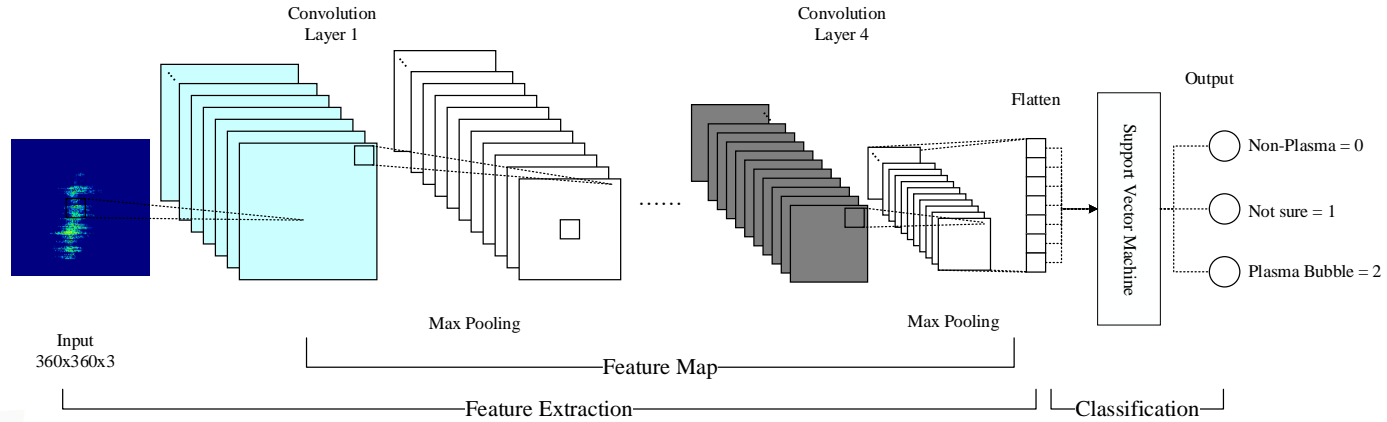 Convolution
Layer 1
Convolution
Layer 4
Output
Flatten
Support Vector Machine
Non-Plasma = 0
Not sure = 1
Plasma Bubble = 2
......
Max Pooling
Max Pooling
Input
360x360x3
Feature Map
Feature Extraction
Classification